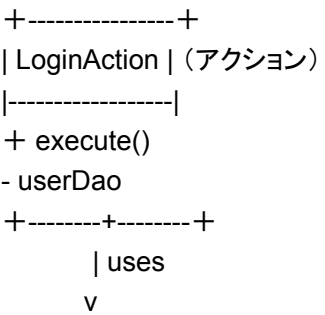 ＋----------------＋
| LoginAction | （アクション）
|-------------------|
＋ execute()
- userDao
＋--------+--------＋
| uses
v